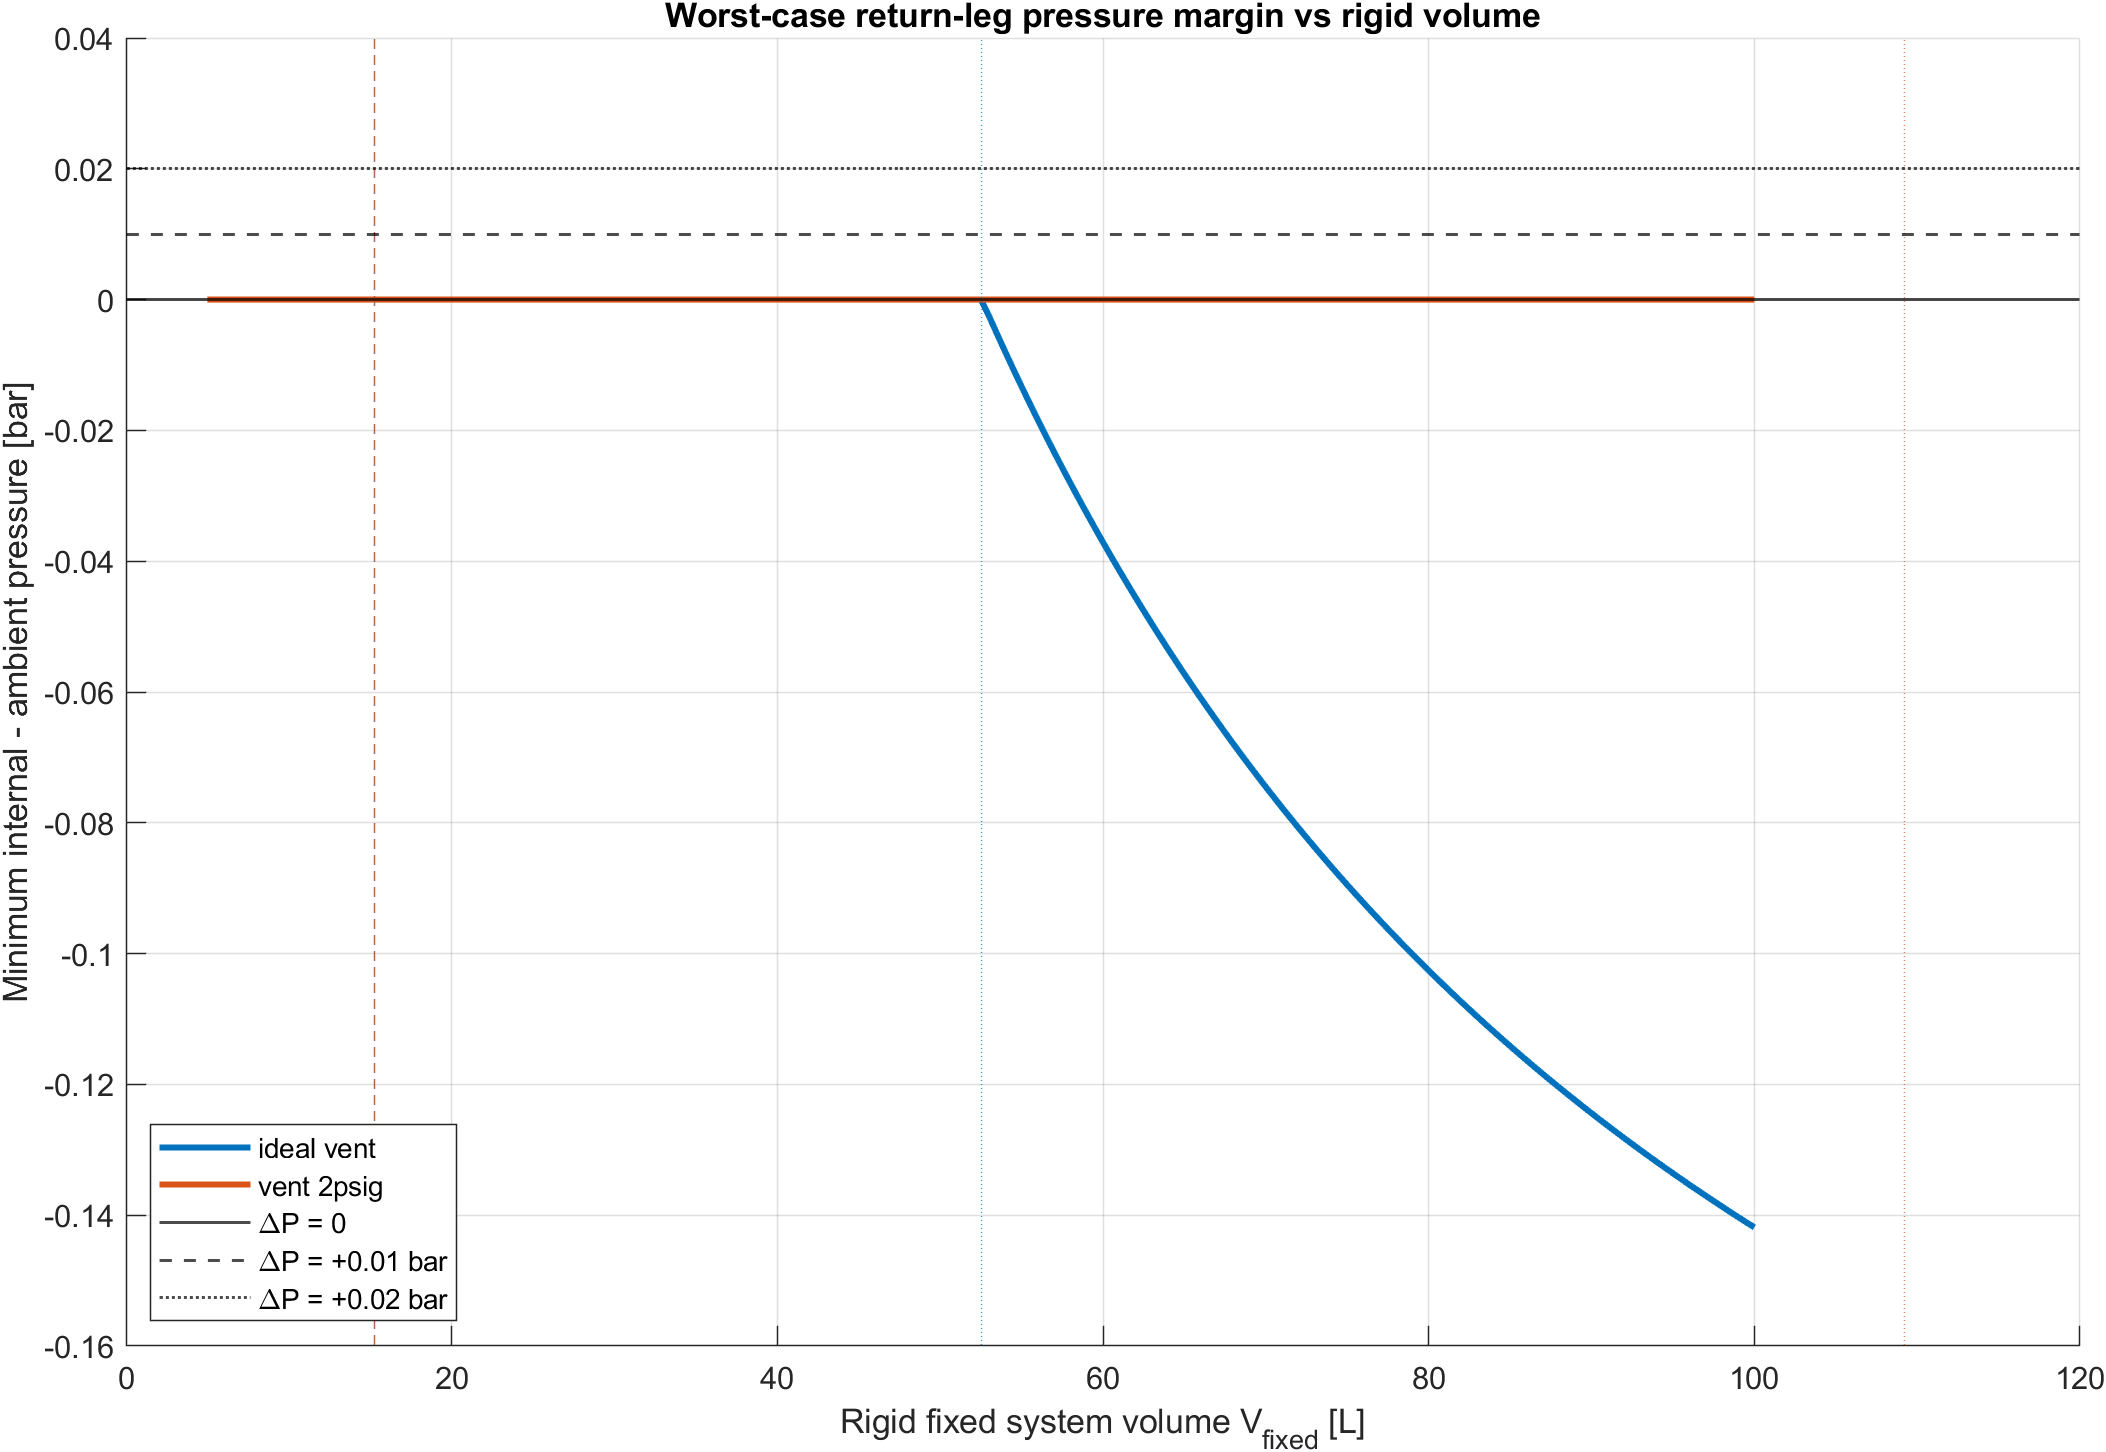 Worst-case return-leg pressure margin vs rigid volume
Minimum internal - ambient pressure [bar]
0.04
0.02
0
-0.02
-0.04
-0.06
-0.08
-0.1
-0.12
-0.14
-0.16
ideal vent
vent 2psig
ΔP = 0
ΔP = +0.01 bar
ΔP = +0.02 bar
0 20 40 60 80 100 120
Rigid fixed system volume V_fixed [L]